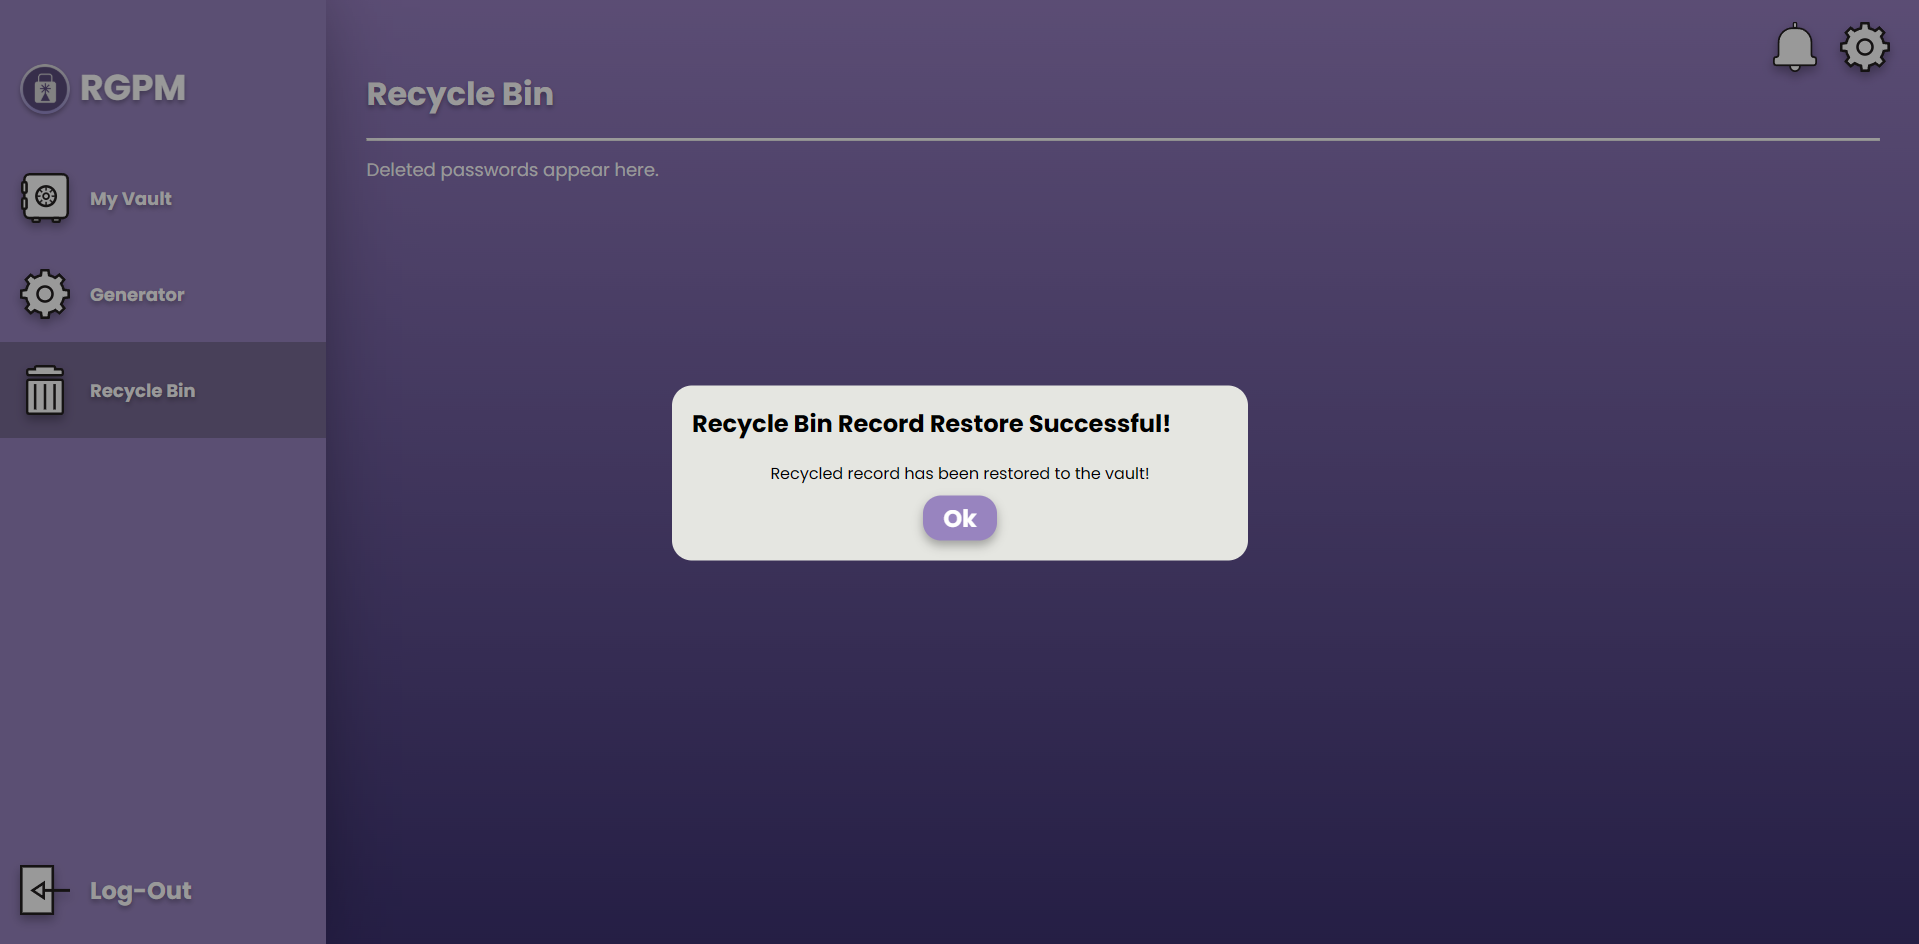 RGPM
My Vault
Generator
Recycle Bin
Log-Out
Recycle Bin
Deleted passwords appear here.
Recycle Bin Record Restore Successful!
Recycled record has been restored to the vault!
Ok